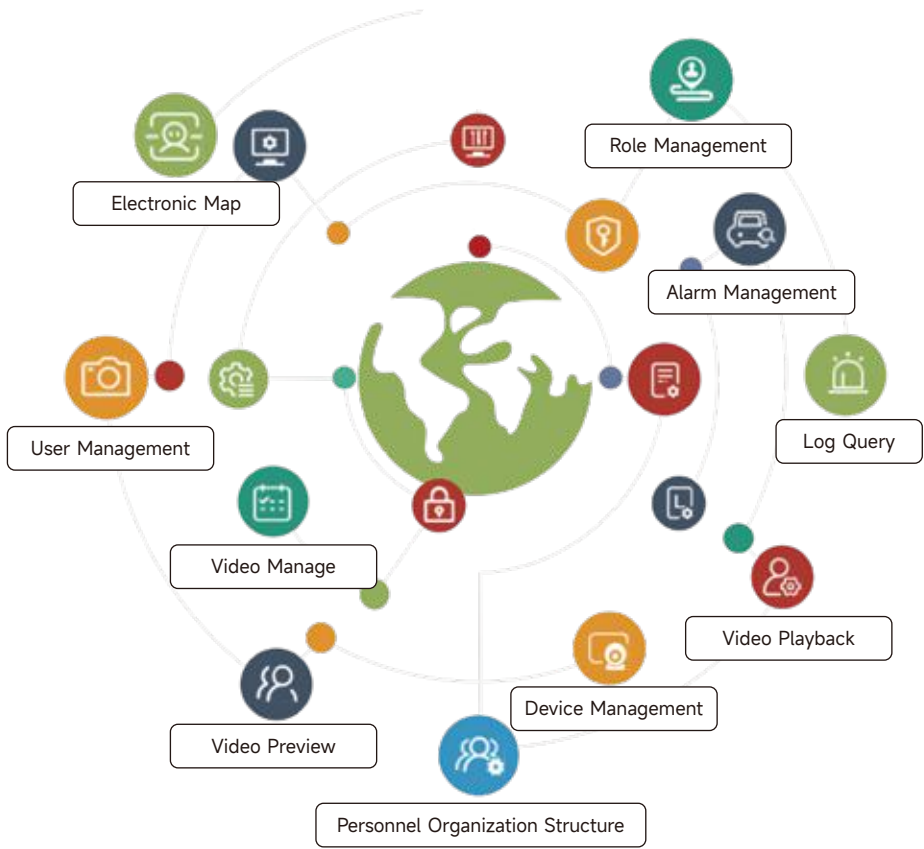 Role Management
Electronic Map
Alarm Management
User Management
Log Query
Video Manage
Video Playback
Device Management
Video Preview
Personnel Organization Structure